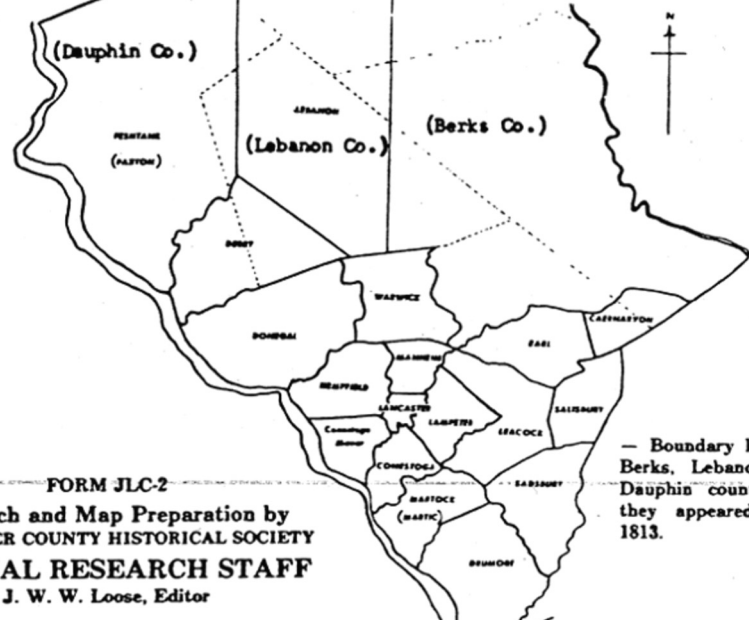 N
(Dauphin Co.)
LEBANON
(Lebanon Co.)
(Berks Co.)
PESHTANK
(PAXTON)
DERRY
WARWICK
CAERNARVON
DONEGAL
EARL
MANHEIM
HEMPFIELD
LANCASTER
SALISBURY
LAMPETER
LEACOCK
Conestoga
Manor
CONESTOGA
SADSBURY
MARTOCK
(MARTIC)
DRUMORE
— Boundary l
Berks, Lebano
Dauphin coun
they appeared
1813.
FORM JLC-2
ch and Map Preparation by
ER COUNTY HISTORICAL SOCIETY
AL RESEARCH STAFF
J. W. W. Loose, Editor